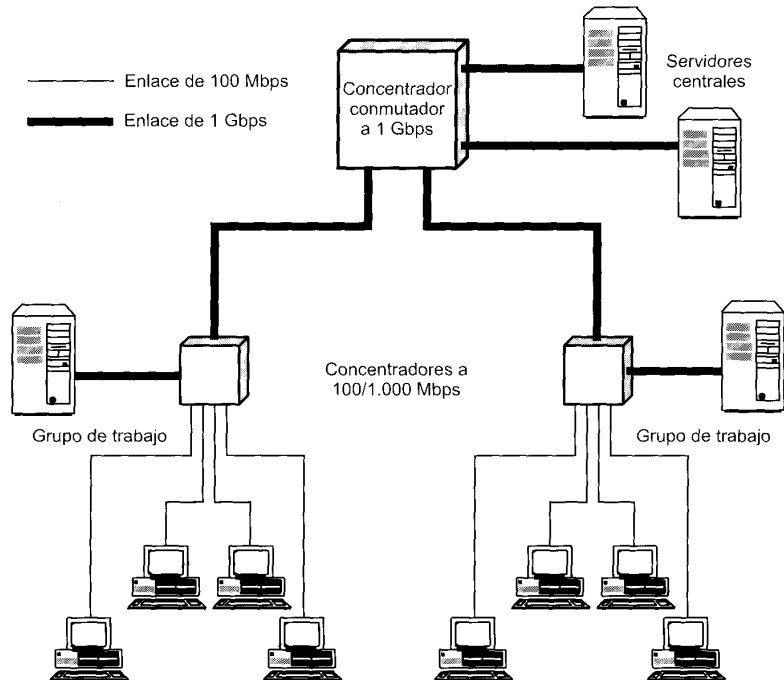 Enlace de 100 Mbps
Enlace de 1 Gbps
Concentrador
conmutador
a 1 Gbps
Servidores
centrales
Concentradores a
100/1.000 Mbps
Grupo de trabajo
Grupo de trabajo